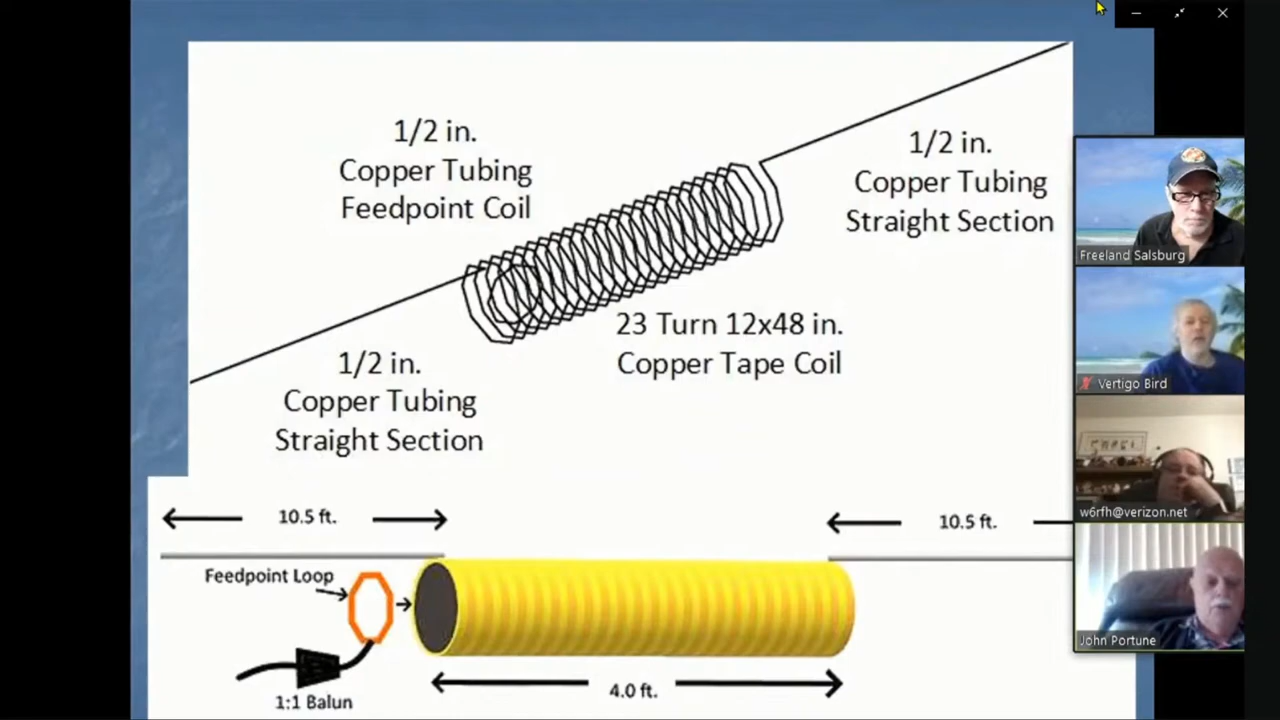 1/2 in.
Copper Tubing
Feedpoint Coil
1/2 in.
Copper Tubing
Straight Section
23 Turn 12x48 in.
Copper Tape Coil
1/2 in.
Copper Tubing
Straight Section
10.5 ft.
10.5 ft.
Feedpoint Loop
1:1 Balun
4.0 ft.
Freeland Salsburg
Vertigo Bird
w6rfh@verizon.net
John Portune